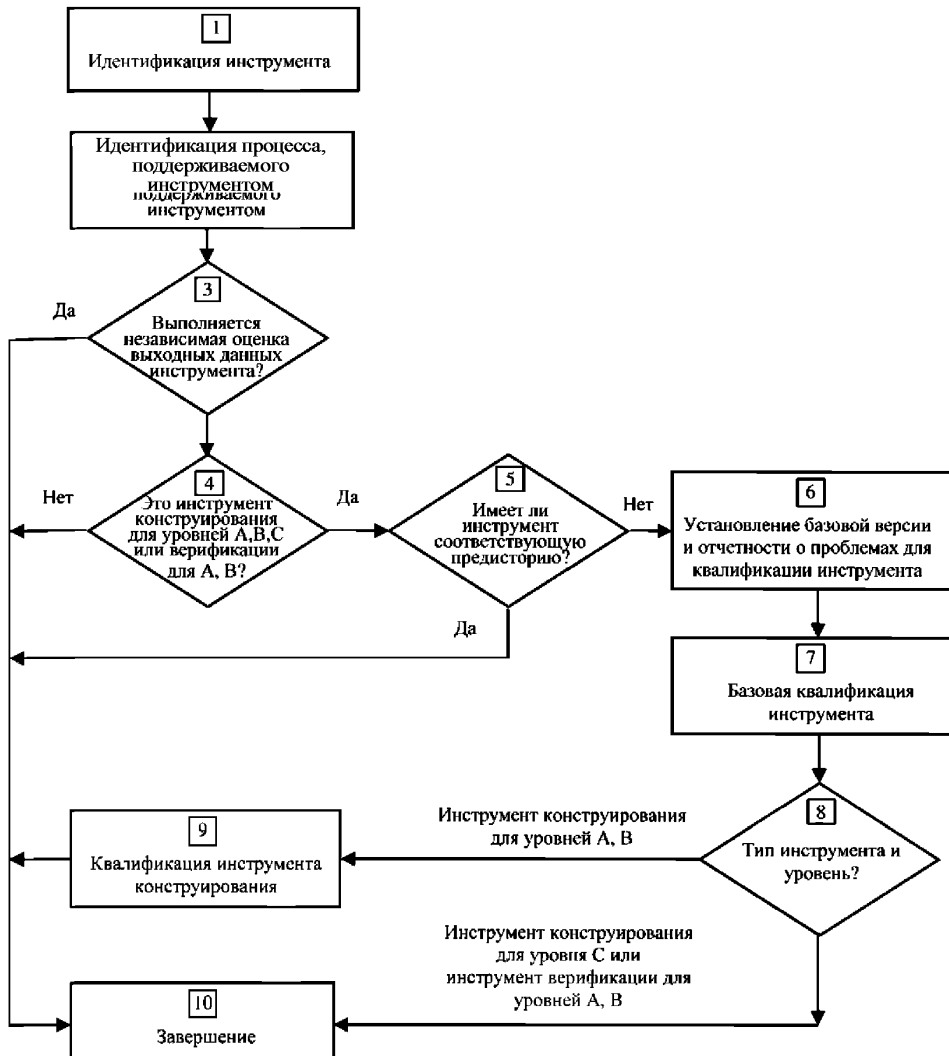 1
Идентификация инструмента
Идентификация процесса,
поддерживаемого
инструментом
поддерживаемого
инструментом
3
Да
Выполняется
независимая оценка
выходных данных
инструмента?
4
Нет
Это инструмент
конструирования
для уровней А,В,С
или верификации
для А, В?
Да
5
Имеет ли
инструмент
соответствующую
предисторию?
Нет
Да
6
Установление базовой версии
и отчетности о проблемах для
квалификации инструмента
7
Базовая квалификация
инструмента
8
Тип инструмента и
уровень?
Инструмент конструирования
для уровней А, В
9
Квалификация инструмента
конструирования
Инструмент конструирования
для уровня С или
инструмент верификации для
уровней А, В
10
Завершение